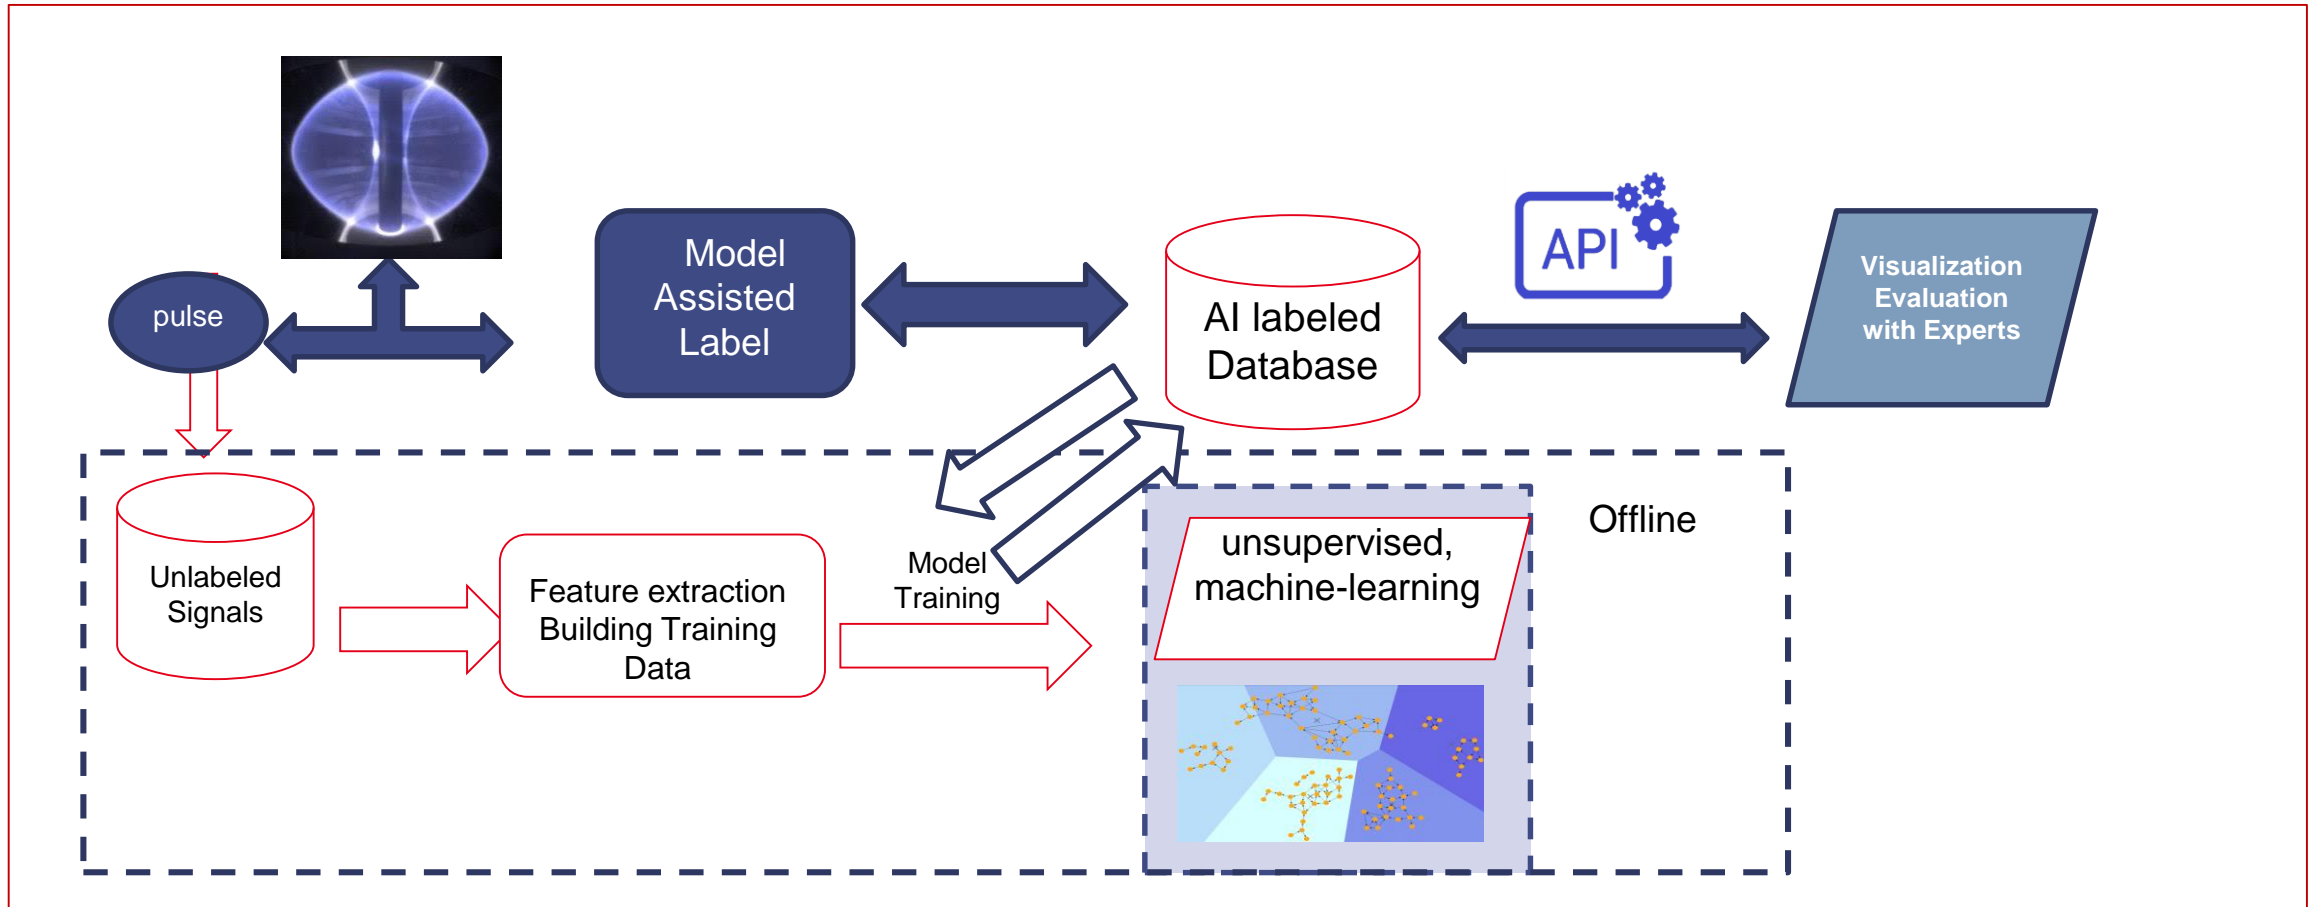 pulse
Model
Assisted
Label
AI labeled
Database
API
Visualization
Evaluation
with Experts
Unlabeled
Signals
Feature extraction
Building Training
Data
Model
Training
unsupervised,
machine-learning
Offline